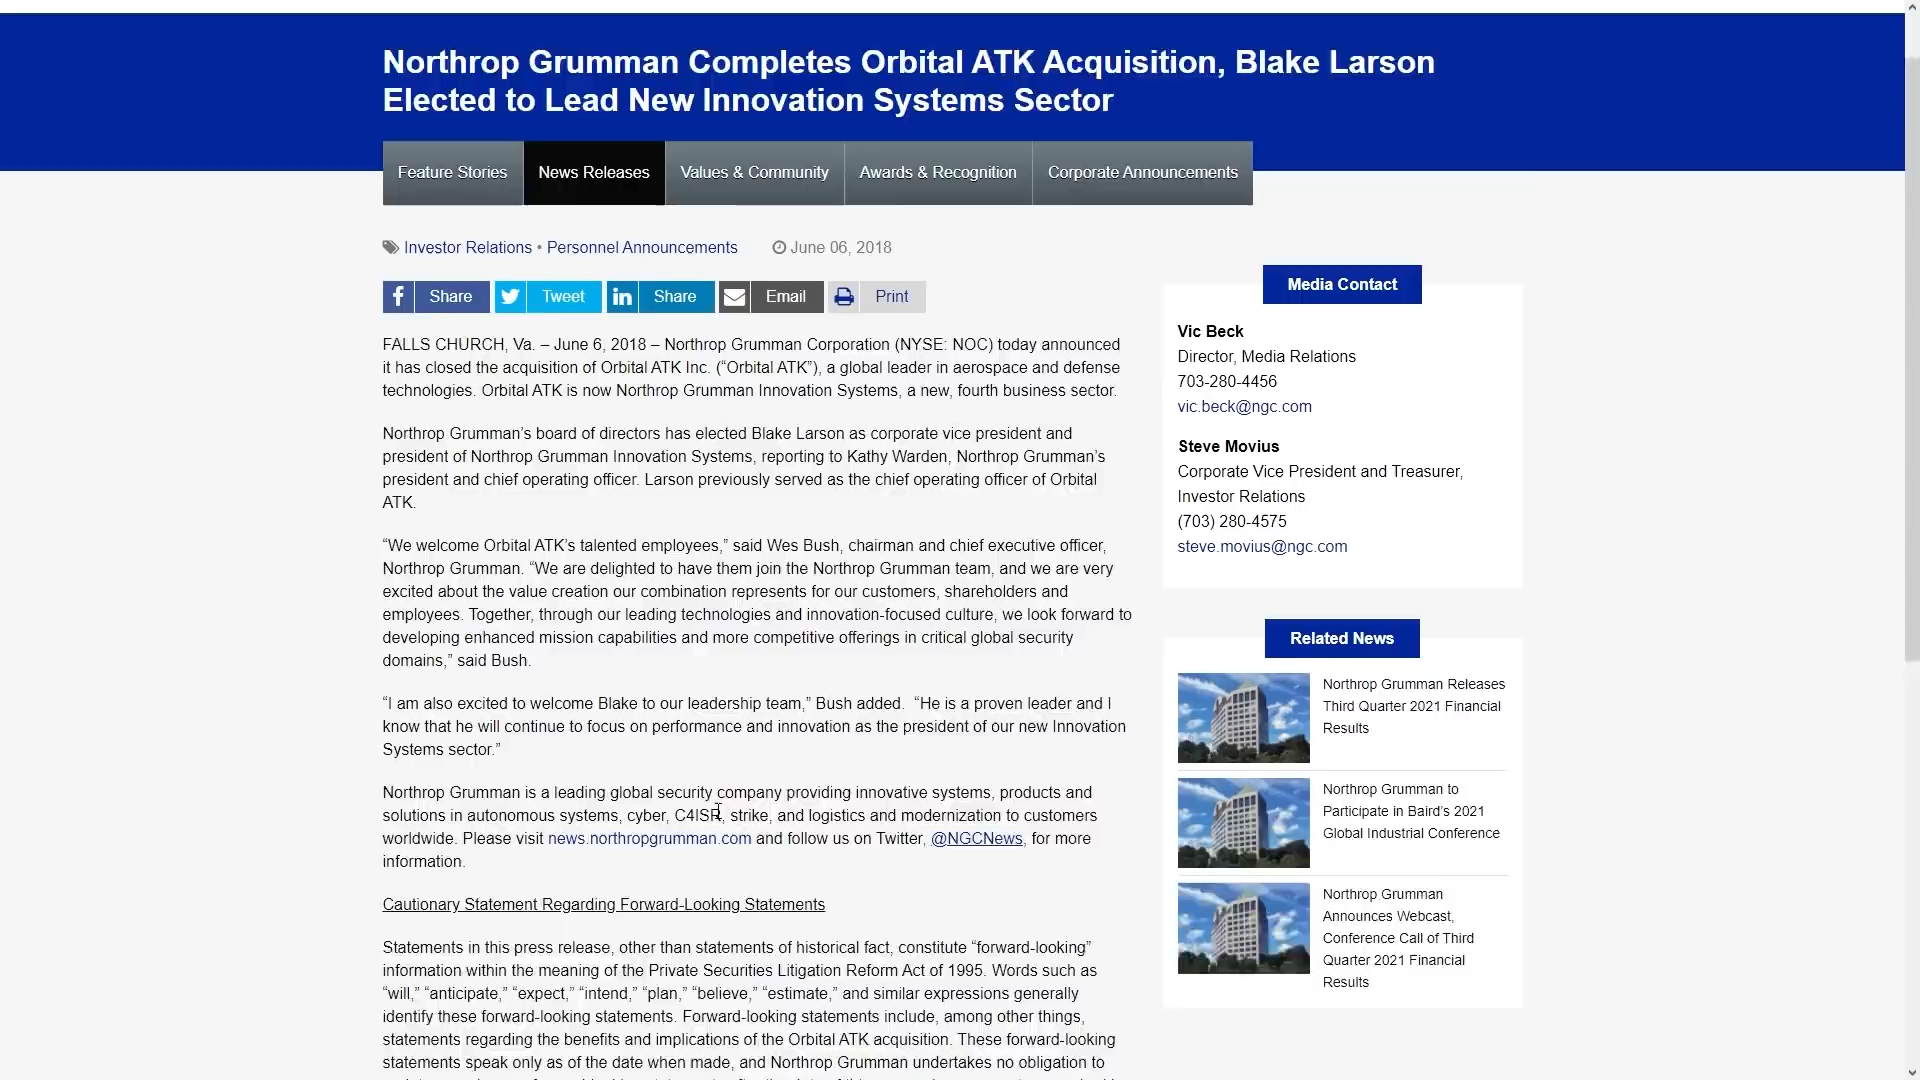 Northrop Grumman Completes Orbital ATK Acquisition, Blake Larson
Elected to Lead New Innovation Systems Sector
Feature Stories
News Releases
Values & Community
Awards & Recognition
Corporate Announcements
Investor Relations • Personnel Announcements
June 06, 2018
Share
Tweet
Share
Email
Print
FALLS CHURCH, Va. – June 6, 2018 – Northrop Grumman Corporation (NYSE: NOC) today announced
it has closed the acquisition of Orbital ATK Inc. (“Orbital ATK”), a global leader in aerospace and defense
technologies. Orbital ATK is now Northrop Grumman Innovation Systems, a new, fourth business sector.
Northrop Grumman’s board of directors has elected Blake Larson as corporate vice president and
president of Northrop Grumman Innovation Systems, reporting to Kathy Warden, Northrop Grumman’s
president and chief operating officer. Larson previously served as the chief operating officer of Orbital
ATK.
“We welcome Orbital ATK’s talented employees,” said Wes Bush, chairman and chief executive officer,
Northrop Grumman. “We are delighted to have them join the Northrop Grumman team, and we are very
excited about the value creation our combination represents for our customers, shareholders and
employees. Together, through our leading technologies and innovation-focused culture, we look forward to
developing enhanced mission capabilities and more competitive offerings in critical global security
domains,” said Bush.
“I am also excited to welcome Blake to our leadership team,” Bush added.  “He is a proven leader and I
know that he will continue to focus on performance and innovation as the president of our new Innovation
Systems sector.”
Northrop Grumman is a leading global security company providing innovative systems, products and
solutions in autonomous systems, cyber, C4ISR, strike, and logistics and modernization to customers
worldwide. Please visit news.northropgrumman.com and follow us on Twitter, @NGCNews, for more
information.
Cautionary Statement Regarding Forward-Looking Statements
Statements in this press release, other than statements of historical fact, constitute “forward-looking”
information within the meaning of the Private Securities Litigation Reform Act of 1995. Words such as
“will,” “anticipate,” “expect,” “intend,” “plan,” “believe,” “estimate,” and similar expressions generally
identify these forward-looking statements. Forward-looking statements include, among other things,
statements regarding the benefits and implications of the Orbital ATK acquisition. These forward-looking
statements speak only as of the date when made, and Northrop Grumman undertakes no obligation to
Media Contact
Vic Beck
Director, Media Relations
703-280-4456
vic.beck@ngc.com
Steve Movius
Corporate Vice President and Treasurer,
Investor Relations
(703) 280-4575
steve.movius@ngc.com
Related News
Northrop Grumman Releases
Third Quarter 2021 Financial
Results
Northrop Grumman to
Participate in Baird’s 2021
Global Industrial Conference
Northrop Grumman
Announces Webcast,
Conference Call of Third
Quarter 2021 Financial
Results